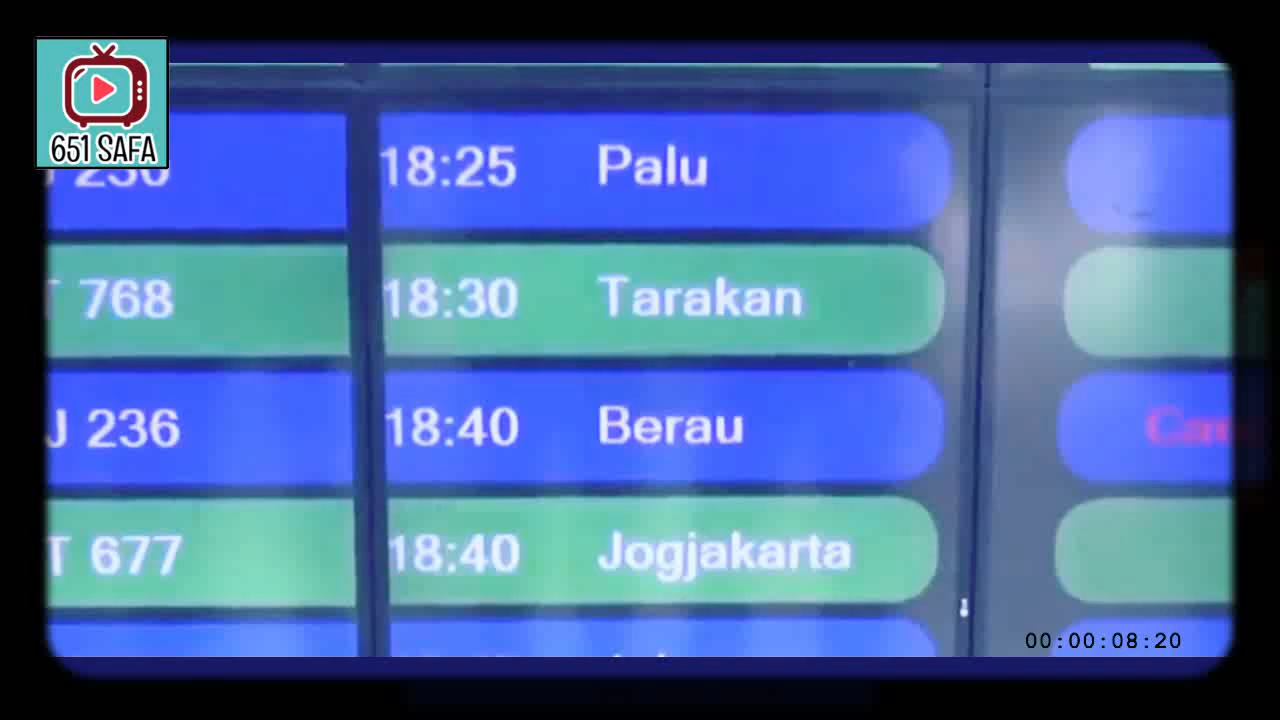 651 SAFA
230 18:25 Palu
T 768 18:30 Tarakan
J 236 18:40 Berau
T 677 18:40 Jogjakarta
00:00:08:20